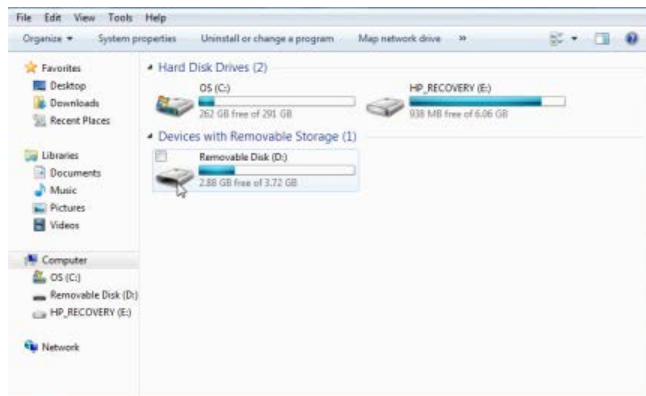 File Edit View Tools Help
Organize System properties Uninstall or change a program Map network drive »
Favorites
Desktop
Downloads
Recent Places
Libraries
Documents
Music
Pictures
Videos
Computer
OS (C:)
Removable Disk (D:)
HP_RECOVERY (E:)
Network
Hard Disk Drives (2)
OS (C:)
262 GB free of 291 GB
HP_RECOVERY (E:)
938 MB free of 6.06 GB
Devices with Removable Storage (1)
Removable Disk (D:)
2.88 GB free of 3.72 GB